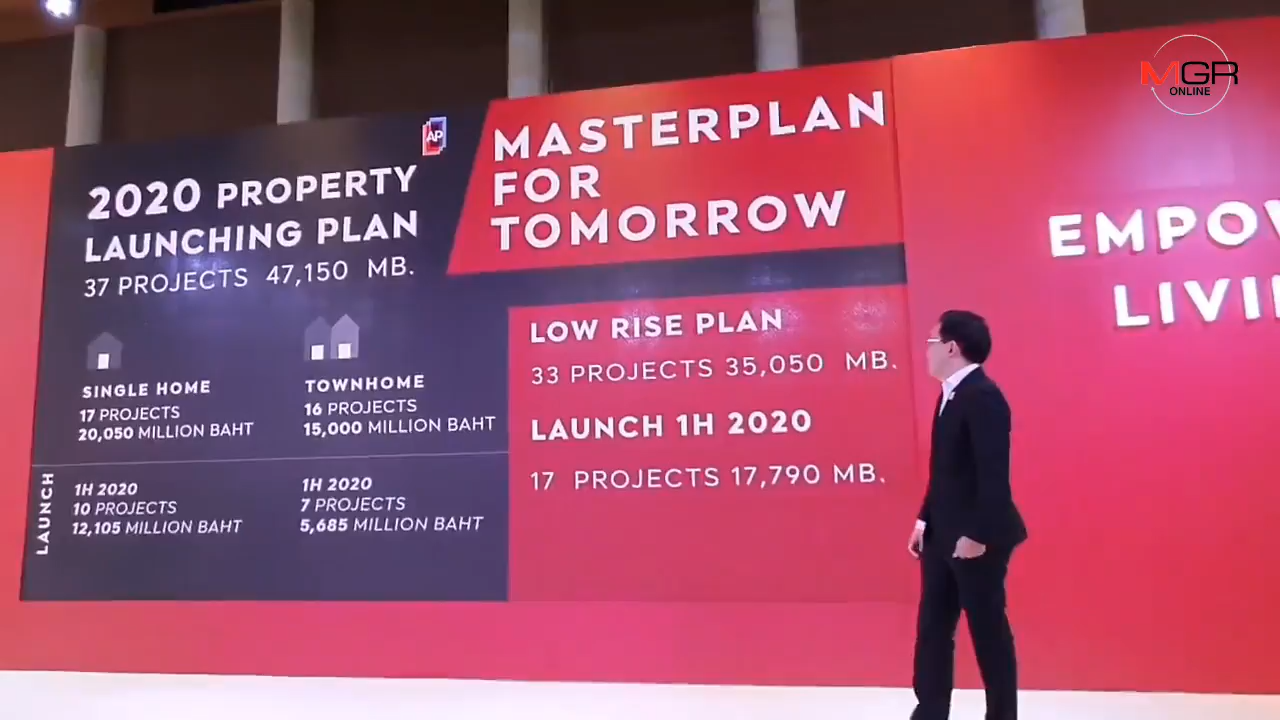 MGR
ONLINE
AP
2020 PROPERTY
LAUNCHING PLAN
37 PROJECTS 47,150 MB.
SINGLE HOME
17 PROJECTS
20,050 MILLION BAHT
TOWNHOME
16 PROJECTS
15,000 MILLION BAHT
LAUNCH
1H 2020
10 PROJECTS
12,105 MILLION BAHT
1H 2020
7 PROJECTS
5,685 MILLION BAHT
MASTERPLAN
FOR
TOMORROW
LOW RISE PLAN
33 PROJECTS 35,050 MB.
LAUNCH 1H 2020
17 PROJECTS 17,790 MB.